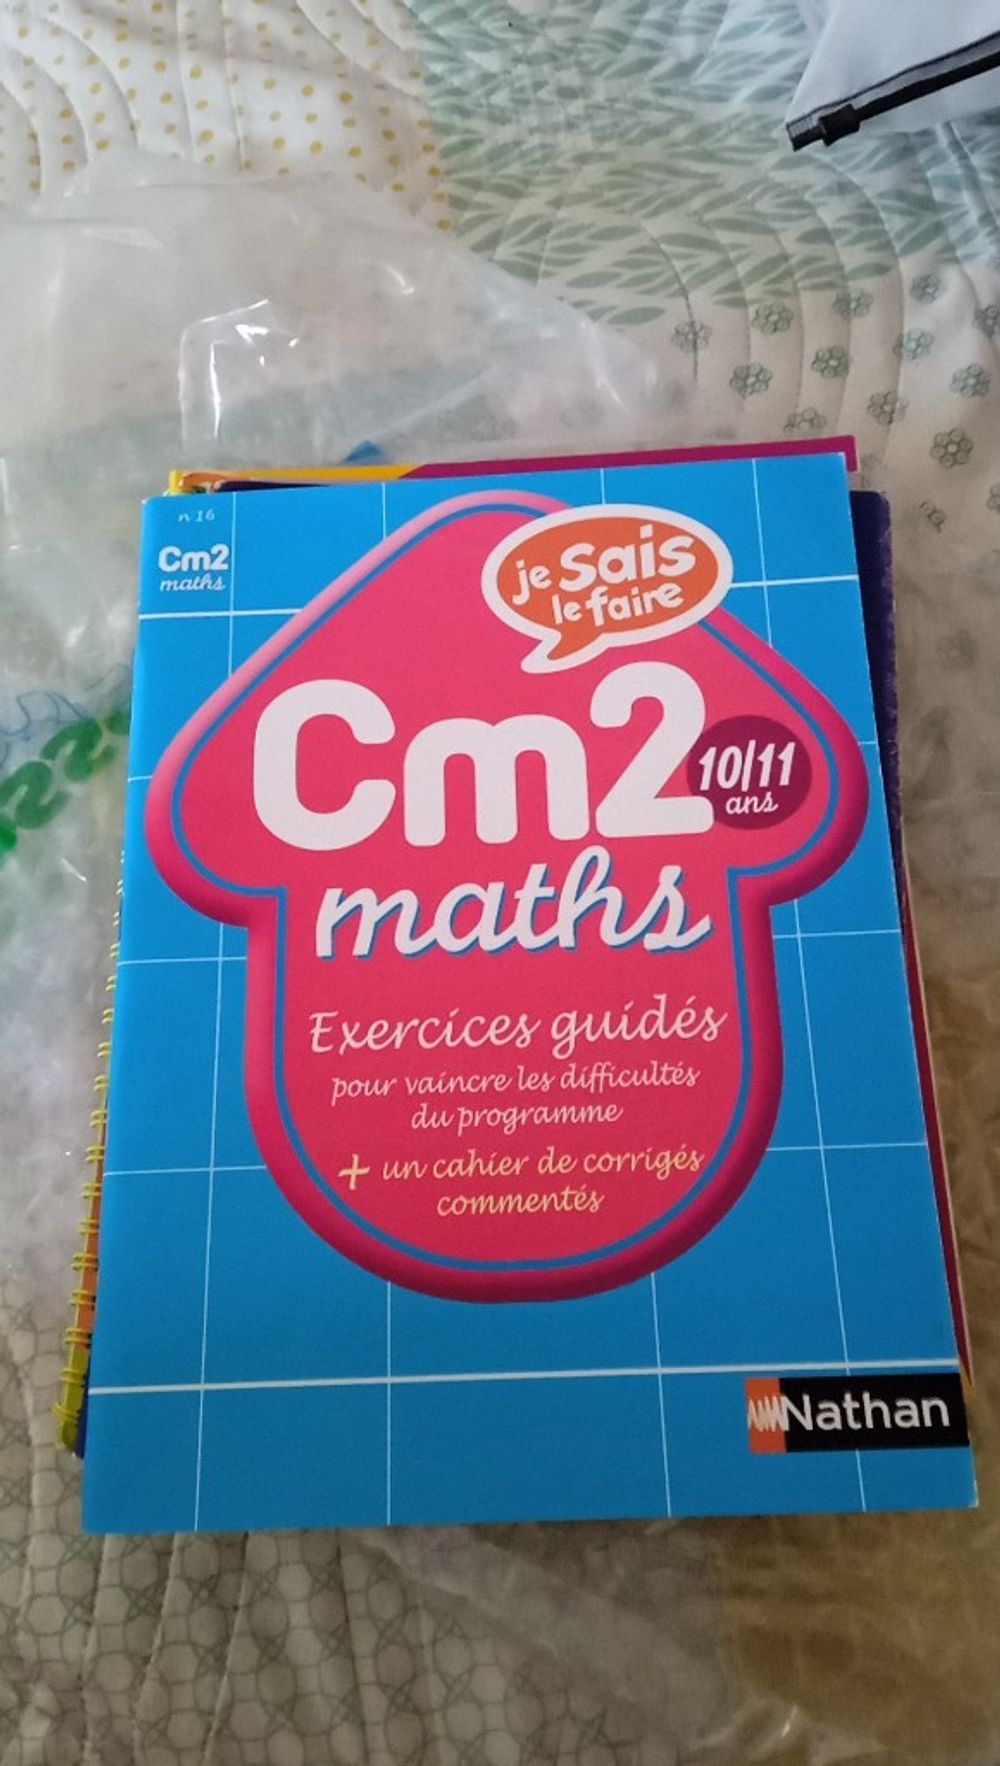 n°16
Cm2
maths
je sais
le faire
Cm2
10/11
ans
maths
Exercices guidés
pour vaincre les difficultés
du programme
+ un cahier de corrigés
commentés
Nathan